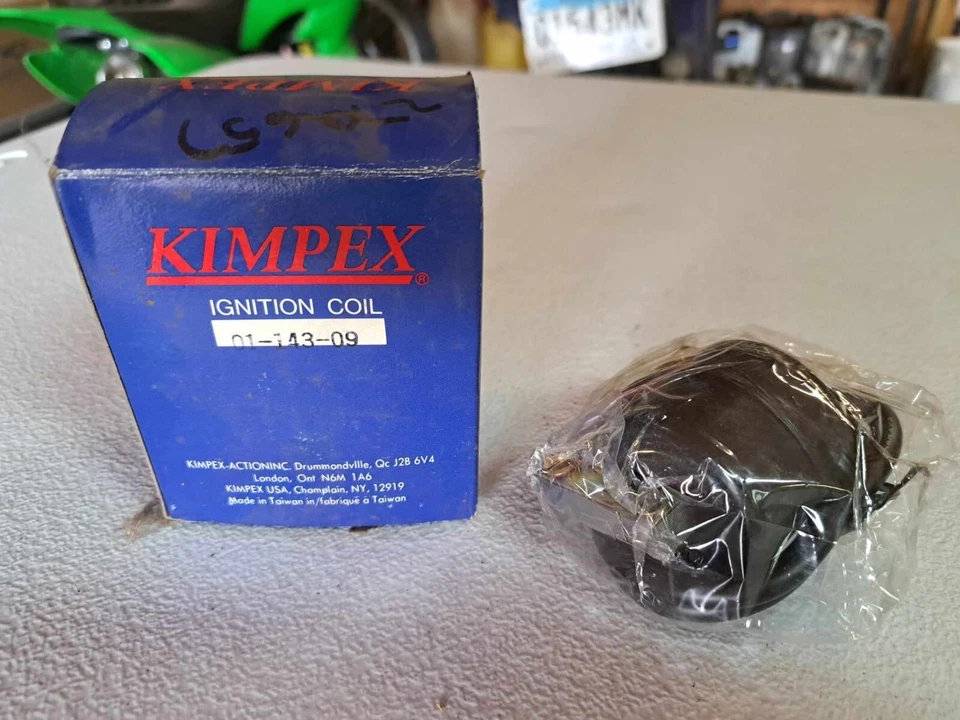 KIMPEX
KIMPEX®
IGNITION COIL
01-143-09
KIMPEX-ACTIONINC. Drummondville, Qc J2B 6V4
London, Ont N6M 1A6
KIMPEX USA, Champlain, NY, 12919
Made in Taiwan in/fabriqué à Taiwan